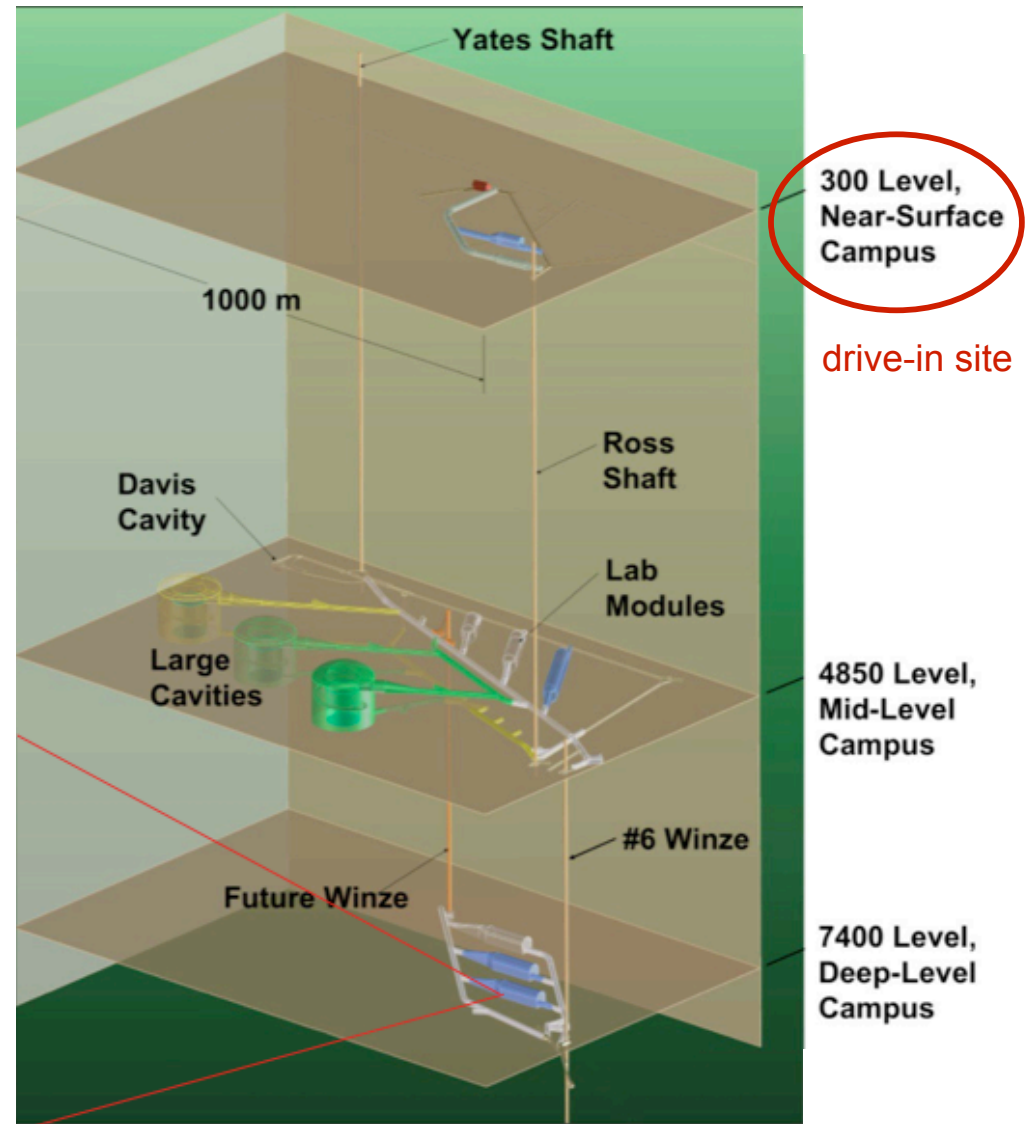 Yates Shaft
300 Level,
Near-Surface
Campus
1000 m
drive-in site
Ross
Shaft
Davis
Cavity
Lab
Modules
Large
Cavities
4850 Level,
Mid-Level
Campus
#6 Winze
Future Winze
7400 Level,
Deep-Level
Campus